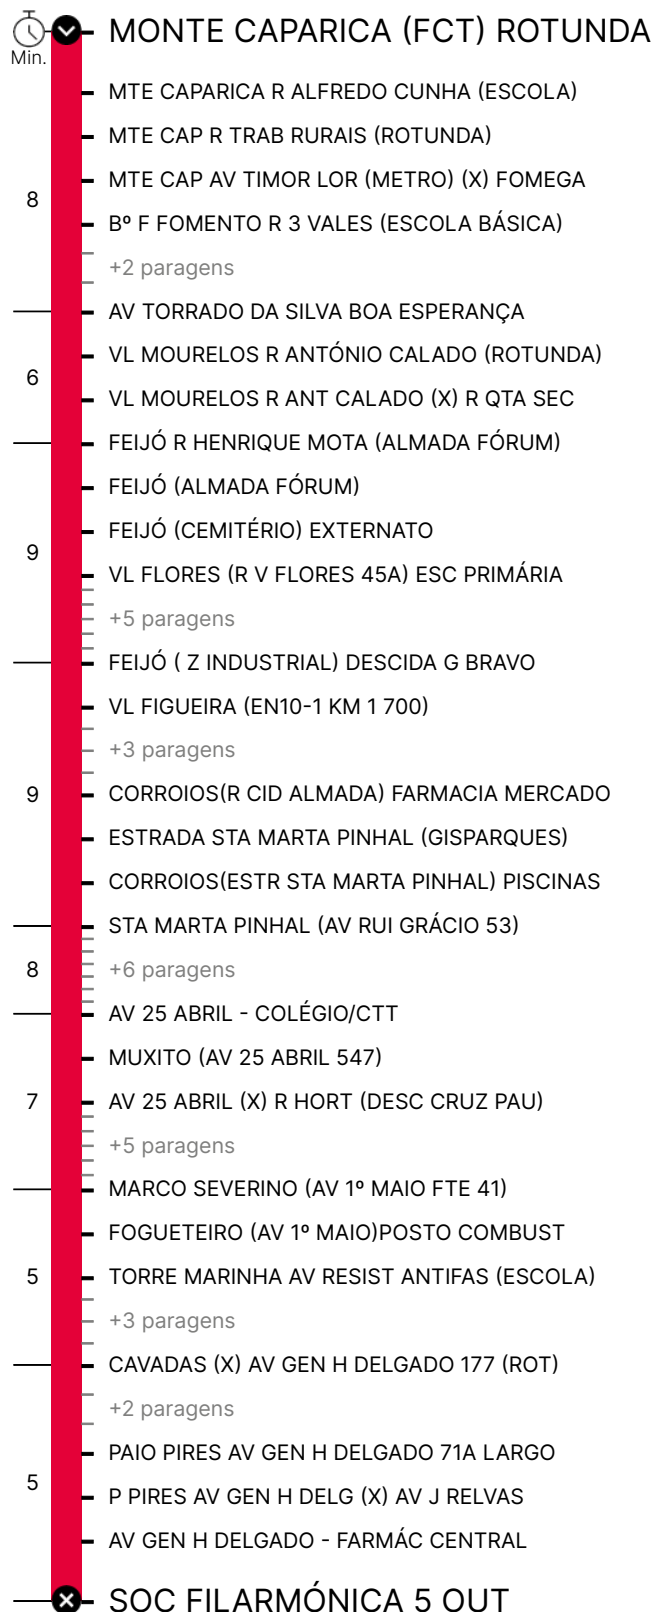 MONTE CAPARICA (FCT) ROTUNDA
Min.
MTE CAPARICA R ALFREDO CUNHA (ESCOLA)
MTE CAP R TRAB RURAIS (ROTUNDA)
MTE CAP AV TIMOR LOR (METRO) (X) FOMEGA
8
Bº F FOMENTO R 3 VALES (ESCOLA BÁSICA)
+2 paragens
AV TORRADO DA SILVA BOA ESPERANÇA
VL MOURELOS R ANTÓNIO CALADO (ROTUNDA)
6
VL MOURELOS R ANT CALADO (X) R QTA SEC
FEIJÓ R HENRIQUE MOTA (ALMADA FÓRUM)
FEIJÓ (ALMADA FÓRUM)
FEIJÓ (CEMITÉRIO) EXTERNATO
9
VL FLORES (R V FLORES 45A) ESC PRIMÁRIA
+5 paragens
FEIJÓ ( Z INDUSTRIAL) DESCIDA G BRAVO
VL FIGUEIRA (EN10-1 KM 1 700)
+3 paragens
9
CORROIOS(R CID ALMADA) FARMACIA MERCADO
ESTRADA STA MARTA PINHAL (GISPARQUES)
CORROIOS(ESTR STA MARTA PINHAL) PISCINAS
STA MARTA PINHAL (AV RUI GRÁCIO 53)
8
+6 paragens
AV 25 ABRIL - COLÉGIO/CTT
MUXITO (AV 25 ABRIL 547)
7
AV 25 ABRIL (X) R HORT (DESC CRUZ PAU)
+5 paragens
MARCO SEVERINO (AV 1º MAIO FTE 41)
FOGUETEIRO (AV 1º MAIO)POSTO COMBUST
5
TORRE MARINHA AV RESIST ANTIFAS (ESCOLA)
+3 paragens
CAVADAS (X) AV GEN H DELGADO 177 (ROT)
+2 paragens
PAIO PIRES AV GEN H DELGADO 71A LARGO
5
P PIRES AV GEN H DELG (X) AV J RELVAS
AV GEN H DELGADO - FARMÁC CENTRAL
SOC FILARMÓNICA 5 OUT